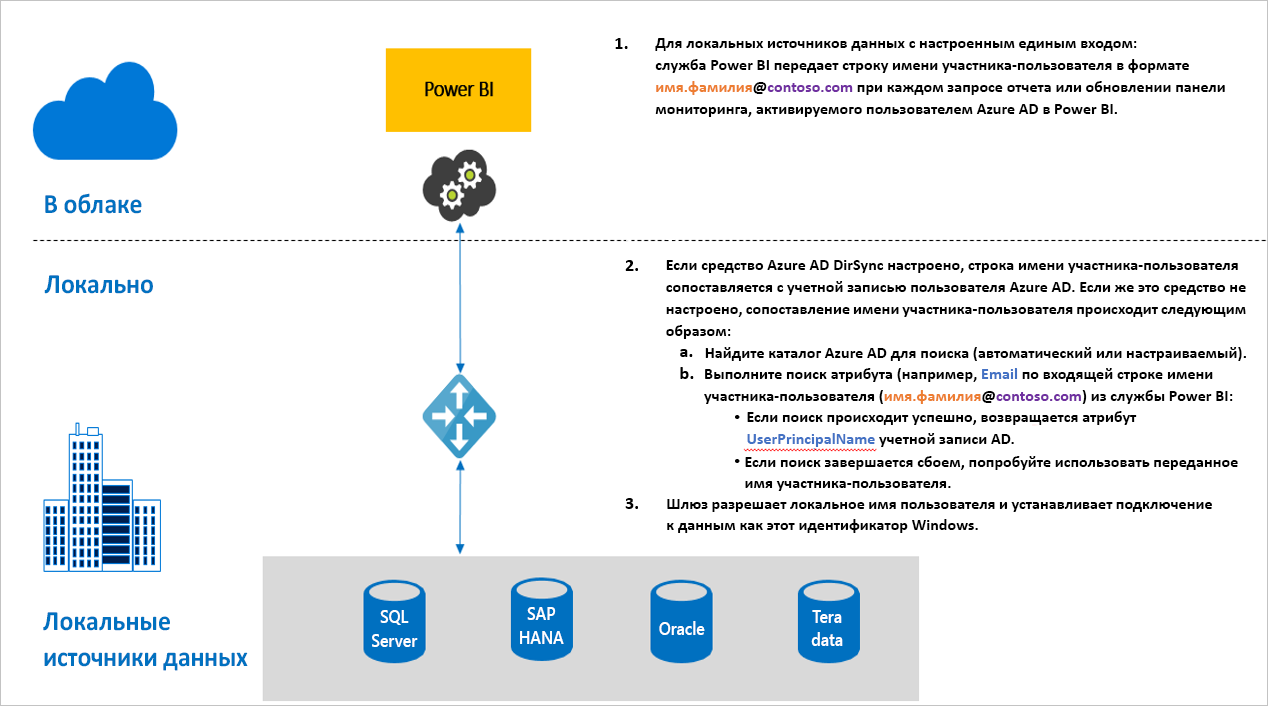 Power BI
1. Для локальных источников данных с настроенным единым входом:
служба Power BI передает строку имени участника-пользователя в формате
имя.фамилия@contoso.com при каждом запросе отчета или обновлении панели
мониторинга, активируемого пользователем Azure AD в Power BI.
В облаке
Локально
2. Если средство Azure AD DirSync настроено, строка имени участника-пользователя
сопоставляется с учетной записью пользователя Azure AD. Если же это средство не
настроено, сопоставление имени участника-пользователя происходит следующим
образом:
a. Найдите каталог Azure AD для поиска (автоматический или настраиваемый).
b. Выполните поиск атрибута (например, Email по входящей строке имени
участника-пользователя (имя.фамилия@contoso.com) из службы Power BI:
• Если поиск происходит успешно, возвращается атрибут
UserPrincipalName учетной записи AD.
• Если поиск завершается сбоем, попробуйте использовать переданное
имя участника-пользователя.
3. Шлюз разрешает локальное имя пользователя и устанавливает подключение
к данным как этот идентификатор Windows.
Локальные
источники данных
SQL
Server
SAP
HANA
Oracle
Tera
data